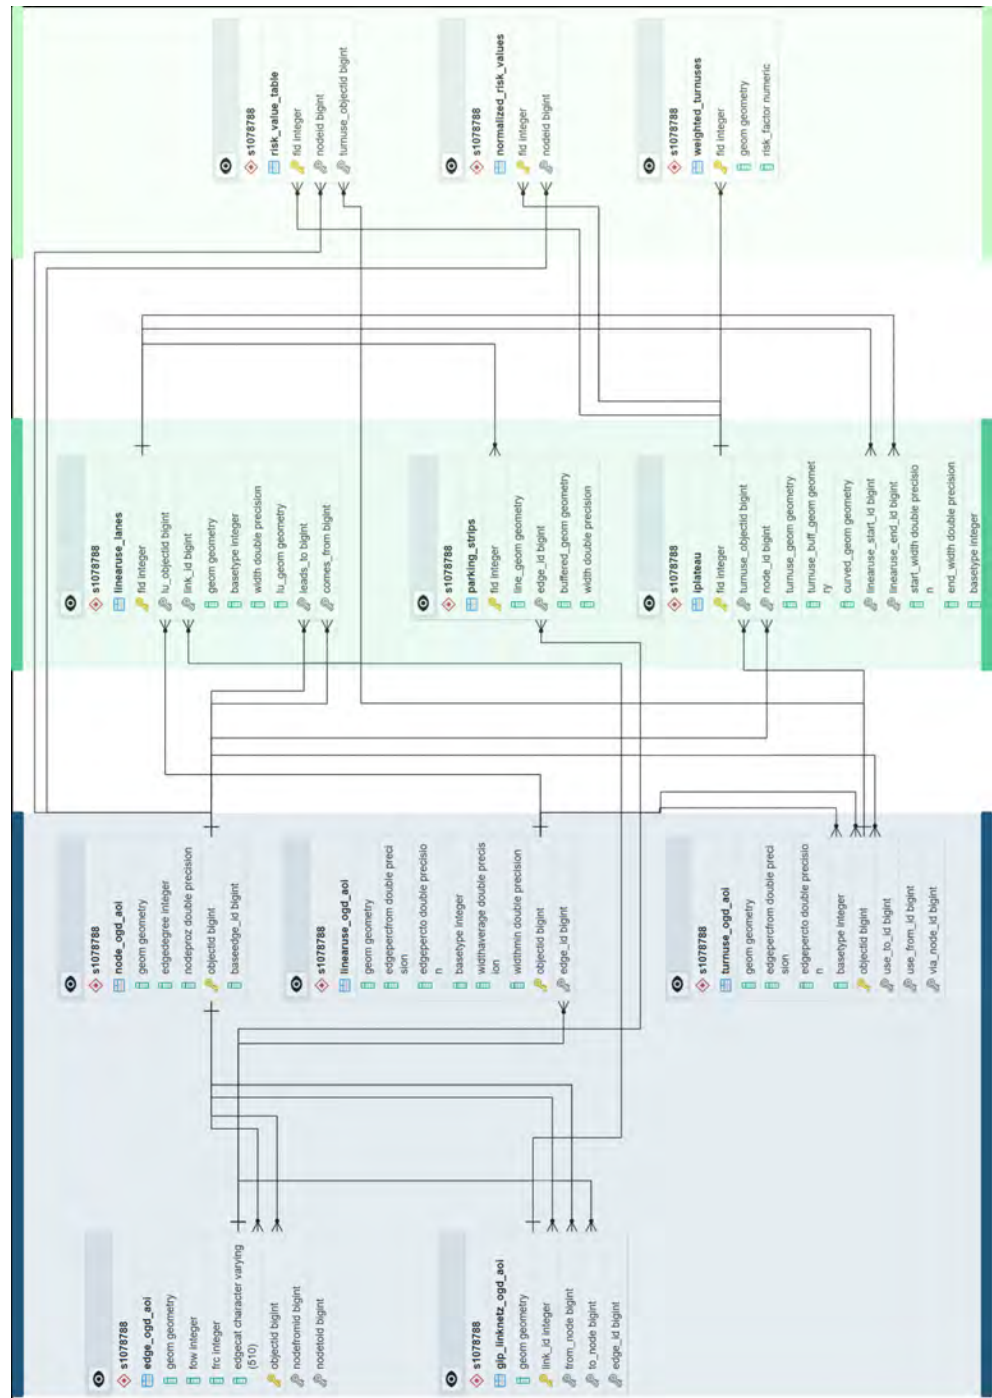 s1078788
edge_ogd_aoi
geom geometry
fow integer
frc integer
edgecat character varying
(510)
objectid bigint
nodefromid bigint
nodetoid bigint
s1078788
gip_linknetz_ogd_aoi
geom geometry
link_id integer
from_node bigint
to_node bigint
edge_id bigint
s1078788
node_ogd_aoi
geom geometry
edgedegree integer
nodeproz double precision
objectid bigint
baseedge_id bigint
s1078788
linearuse_ogd_aoi
geom geometry
edgepercfrom double preci
sion
edgepercto double precisio
n
basetype integer
widthaverage double precis
ion
widthmin double precision
objectid bigint
edge_id bigint
s1078788
turnuse_ogd_aoi
geom geometry
edgepercfrom double preci
sion
edgepercto double precisio
n
basetype integer
objectid bigint
use_to_id bigint
use_from_id bigint
via_node_id bigint
s1078788
linearuse_lanes
fid integer
lu_objectid bigint
link_id bigint
geom geometry
basetype integer
width double precision
lu_geom geometry
leads_to bigint
comes_from bigint
s1078788
parking_strips
fid integer
line_geom geometry
edge_id bigint
buffered_geom geometry
width double precision
s1078788
iplateau
fid integer
turnuse_objectid bigint
node_id bigint
turnuse_geom geometry
turnuse_buff_geom geomet
ry
curved_geom geometry
linearuse_start_id bigint
linearuse_end_id bigint
start_width double precisio
n
end_width double precision
basetype integer
s1078788
risk_value_table
fid integer
nodeid bigint
turnuse_objectid bigint
s1078788
normalized_risk_values
fid integer
nodeid bigint
s1078788
weighted_turnuses
fid integer
geom geometry
risk_factor numeric